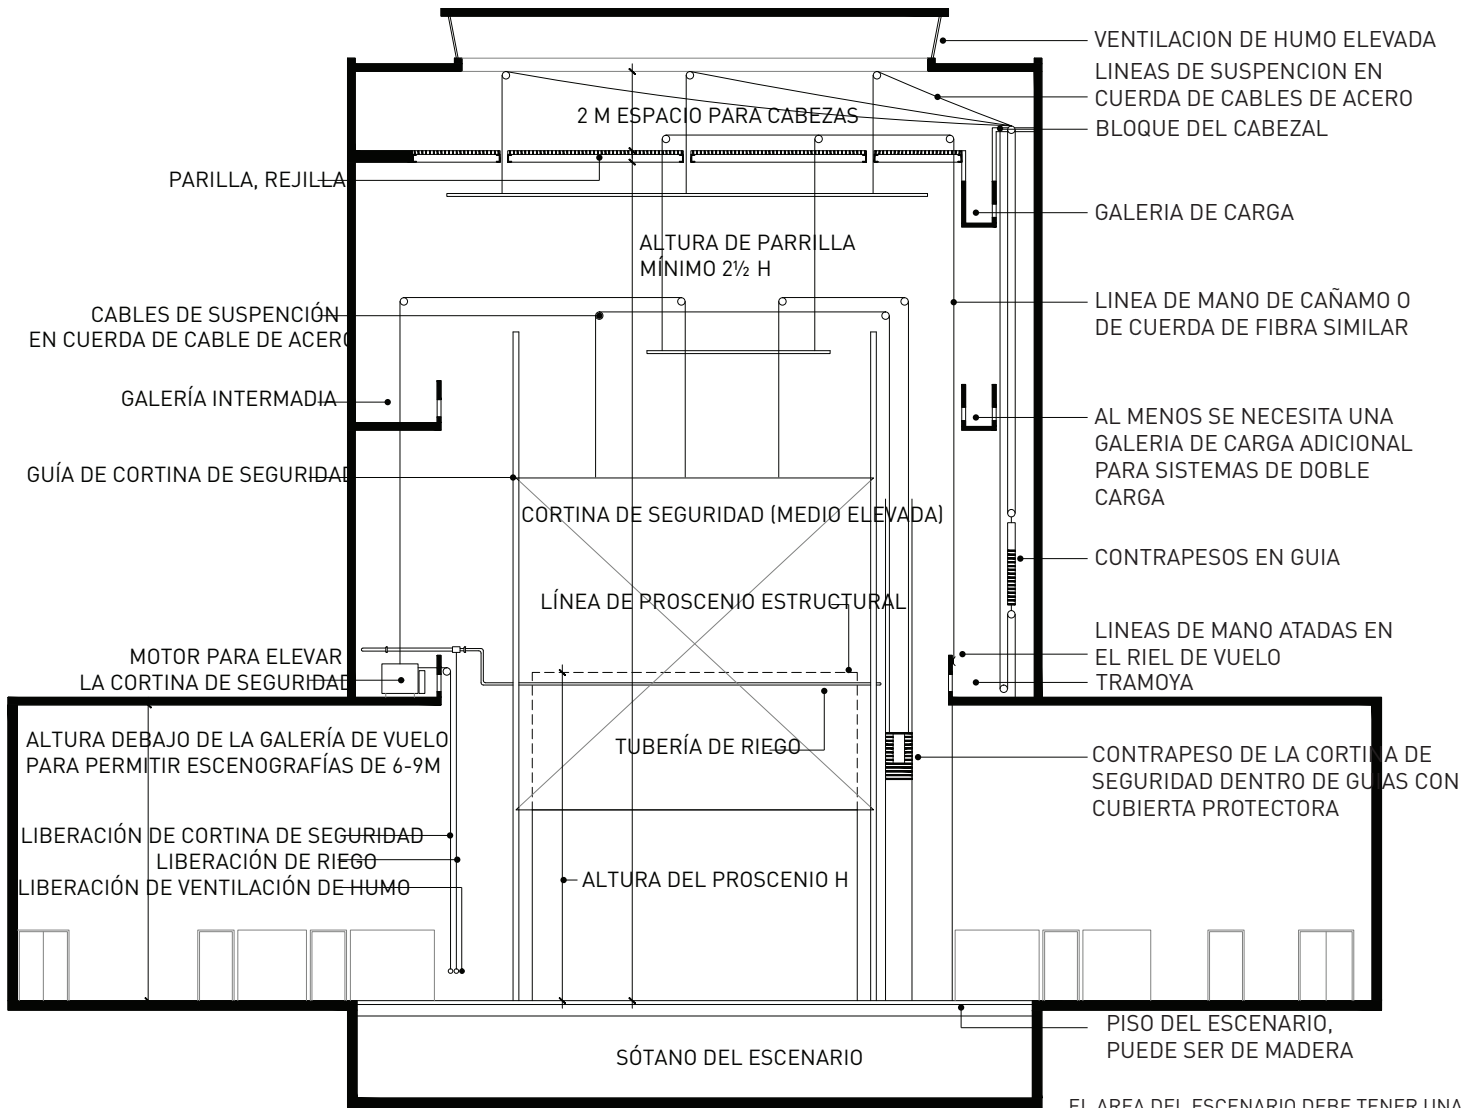 VENTILACION DE HUMO ELEVADA
LINEAS DE SUSPENCION EN
CUERDA DE CABLES DE ACERO
2 M ESPACIO PARA CABEZAS
BLOQUE DEL CABEZAL
PARILLA, REJILLA
GALERIA DE CARGA
ALTURA DE PARRILLA
MÍNIMO 2½ H
CABLES DE SUSPENCIÓN
EN CUERDA DE CABLE DE ACERO
LINEA DE MANO DE CAÑAMO O
DE CUERDA DE FIBRA SIMILAR
GALERÍA INTERMADIA
AL MENOS SE NECESITA UNA
GALERIA DE CARGA ADICIONAL
PARA SISTEMAS DE DOBLE
CARGA
GUÍA DE CORTINA DE SEGURIDAD
CORTINA DE SEGURIDAD (MEDIO ELEVADA)
CONTRAPESOS EN GUIA
LÍNEA DE PROSCENIO ESTRUCTURAL
LINEAS DE MANO ATADAS EN
EL RIEL DE VUELO
TRAMOYA
MOTOR PARA ELEVAR
LA CORTINA DE SEGURIDAD
ALTURA DEBAJO DE LA GALERÍA DE VUELO
PARA PERMITIR ESCENOGRAFÍAS DE 6-9M
TUBERÍA DE RIEGO
CONTRAPESO DE LA CORTINA DE
SEGURIDAD DENTRO DE GUIAS CON
CUBIERTA PROTECTORA
LIBERACIÓN DE CORTINA DE SEGURIDAD
LIBERACIÓN DE RIEGO
LIBERACIÓN DE VENTILACIÓN DE HUMO
ALTURA DEL PROSCENIO H
PISO DEL ESCENARIO,
PUEDE SER DE MADERA
SÓTANO DEL ESCENARIO
EL AREA DEL ESCENARIO DEBE TENER UNA